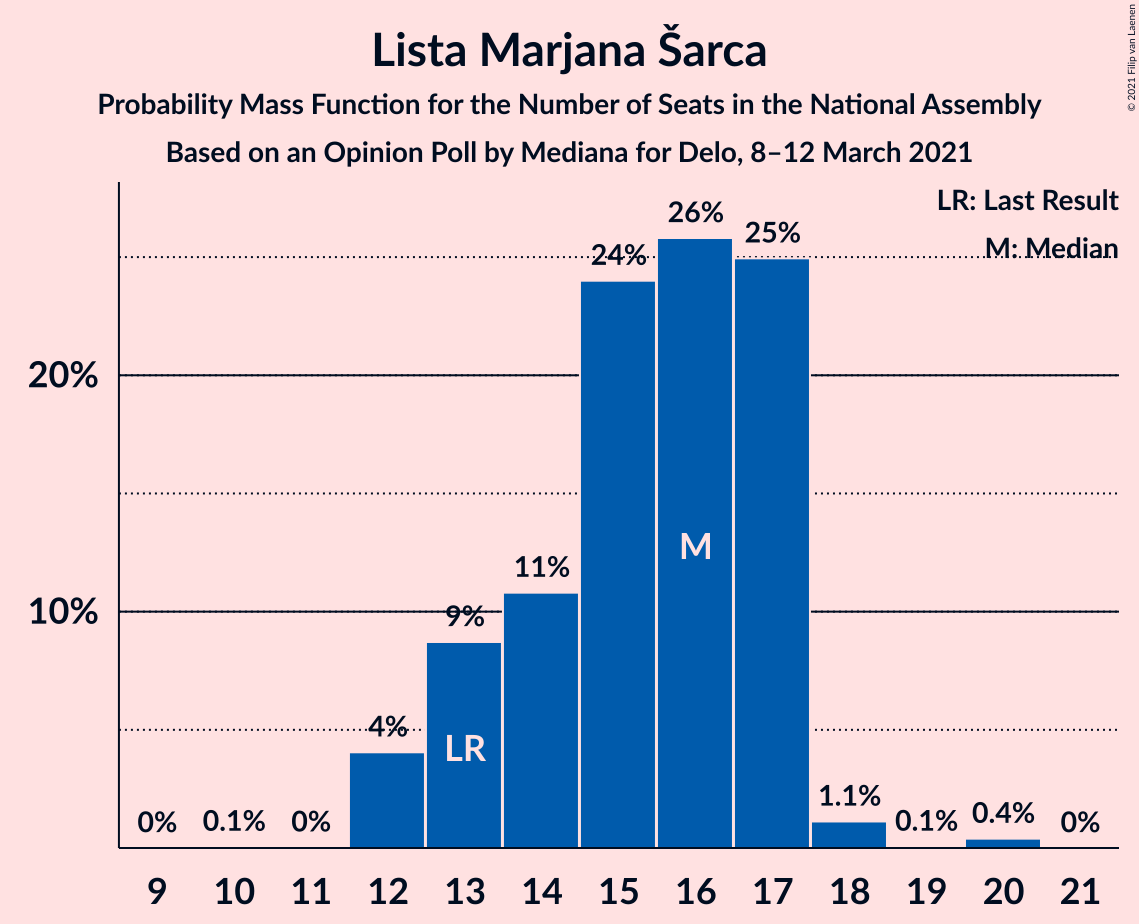 Lista Marjana Šarca
Probability Mass Function for the Number of Seats in the National Assembly
Based on an Opinion Poll by Mediana for Delo, 8–12 March 2021
© 2021 Filip van Laenen
LR: Last Result
M: Median
20%
10%
0%
0.1%
0%
4%
9%
11%
24%
26%
25%
1.1%
0.1%
0.4%
0%
LR
M
9 10 11 12 13 14 15 16 17 18 19 20 21